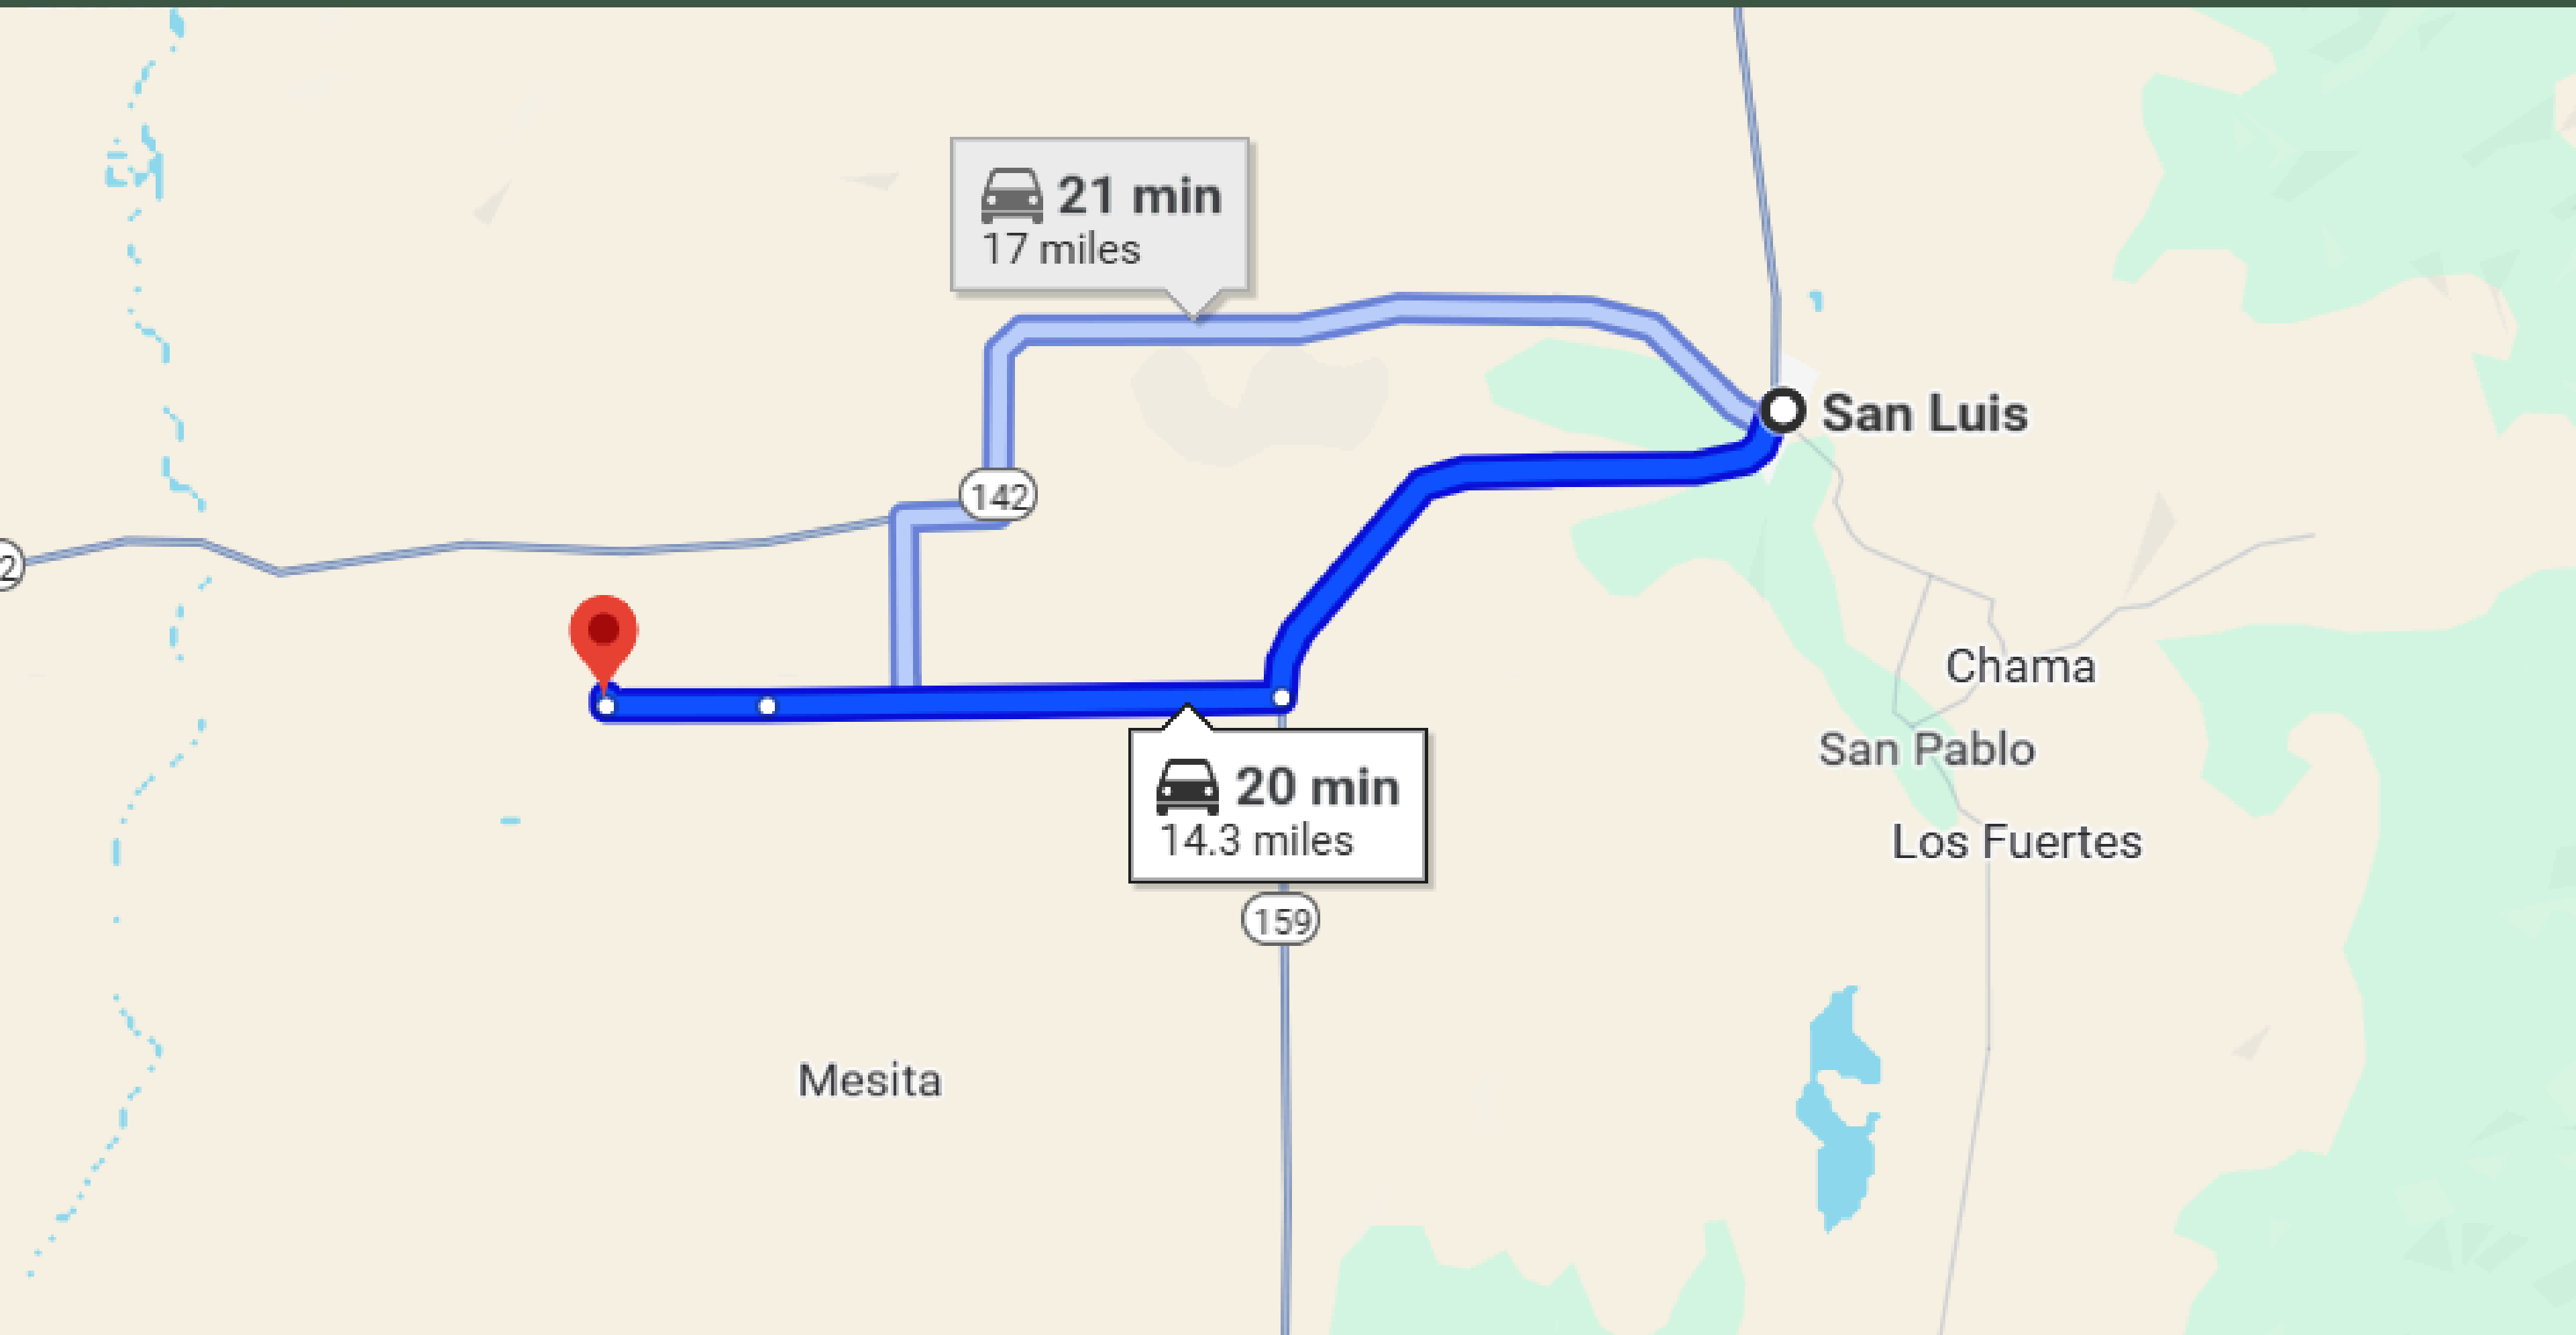 21 min
17 miles
San Luis
142
2
Chama
San Pablo
20 min
14.3 miles
Los Fuertes
159
Mesita